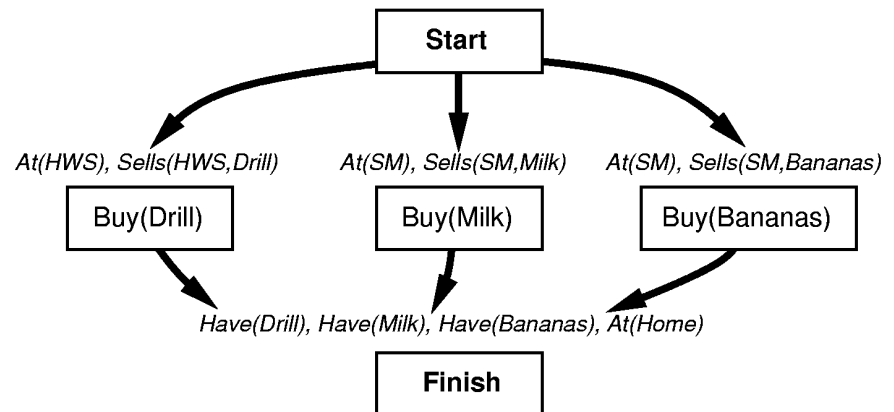 Start
At(HWS), Sells(HWS,Drill) At(SM), Sells(SM,Milk) At(SM), Sells(SM,Bananas)
Buy(Drill) Buy(Milk) Buy(Bananas)
Have(Drill), Have(Milk), Have(Bananas), At(Home)
Finish